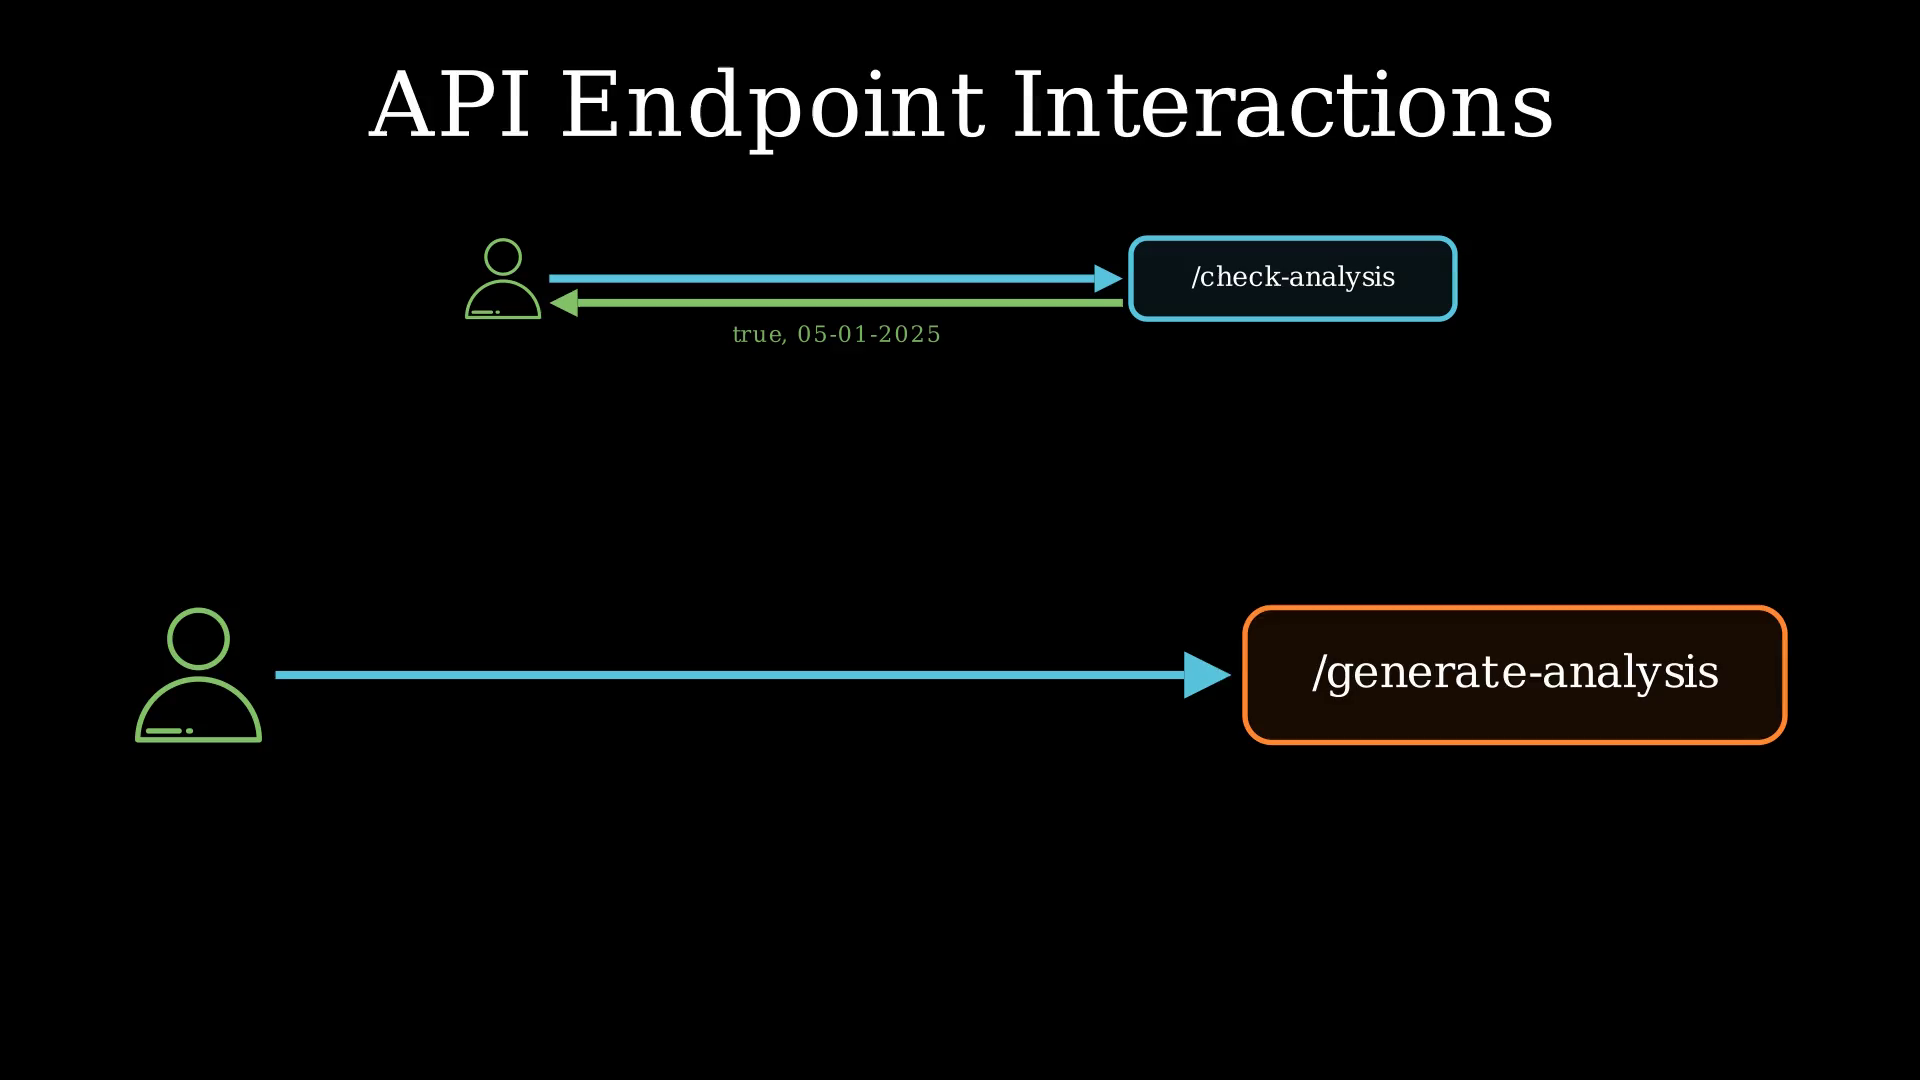 API Endpoint Interactions
/check-analysis
true, 05-01-2025
/generate-analysis